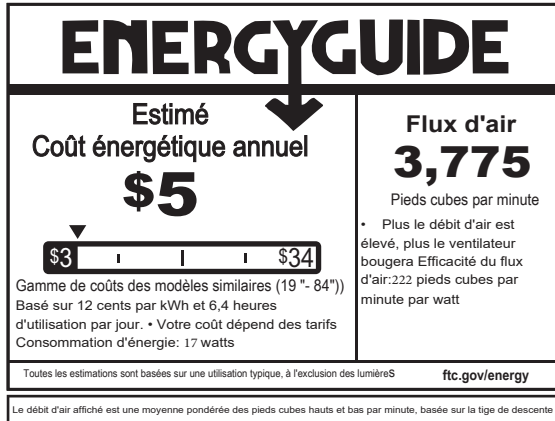 ENERGYGUIDE
Estimé
Coût énergétique annuel
$5
$3
$34
Gamme de coûts des modèles similaires (19 "- 84"))
Basé sur 12 cents par kWh et 6,4 heures
d'utilisation par jour. • Votre coût dépend des tarifs
Consommation d'énergie: 17 watts
Flux d'air
3,775
Pieds cubes par minute
• Plus le débit d'air est
élevé, plus le ventilateur
bougera Efficacité du flux
d'air:222 pieds cubes par
minute par watt
Toutes les estimations sont basées sur une utilisation typique, à l'exclusion des lumièreS
ftc.gov/energy
Le débit d'air affiché est une moyenne pondérée des pieds cubes hauts et bas par minute, basée sur la tige de descente